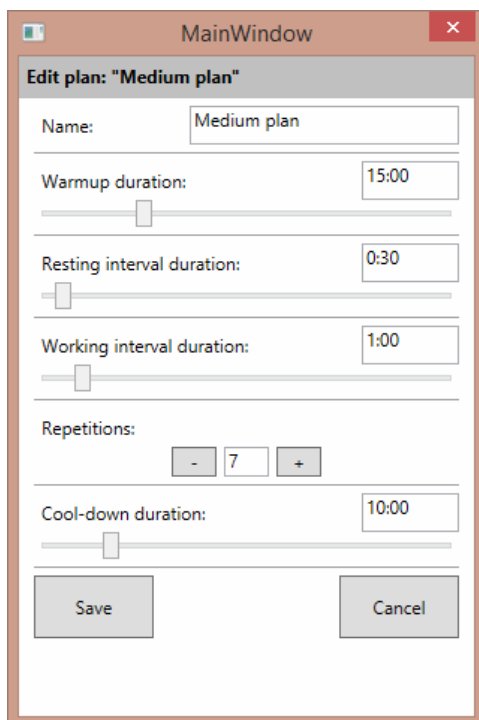 MainWindow
Edit plan: "Medium plan"
Name: Medium plan
Warmup duration: 15:00
Resting interval duration: 0:30
Working interval duration: 1:00
Repetitions:
- 7 +
Cool-down duration: 10:00
Save Cancel